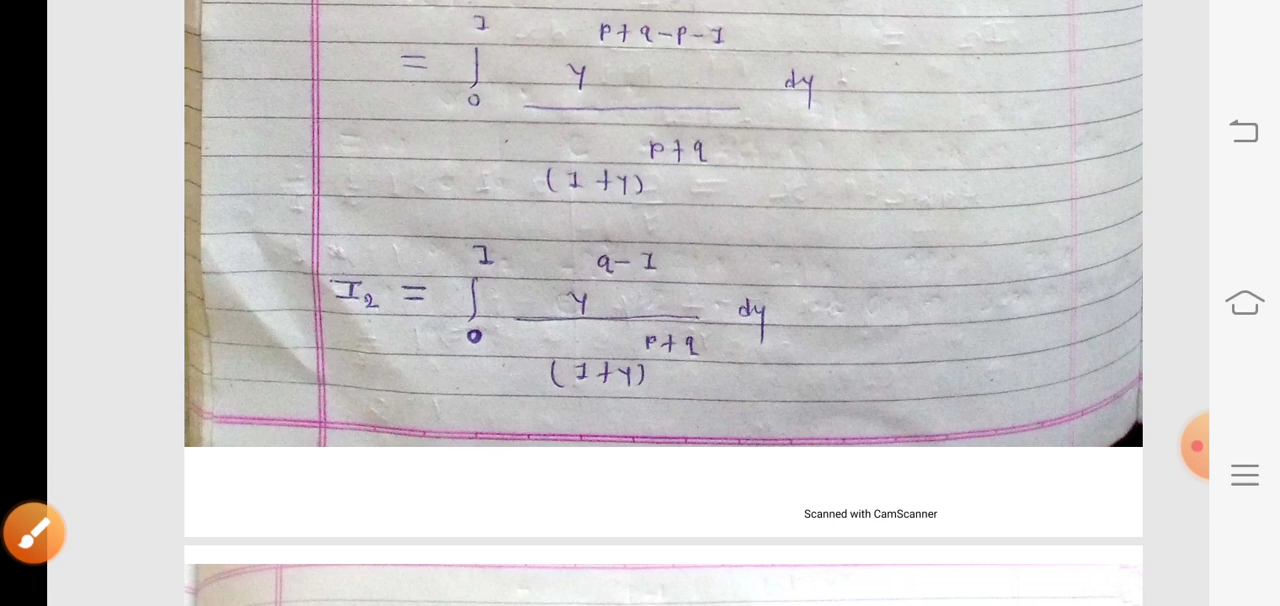 1 p+q-p-1
= ∫ y dy
0
p+q
(1+y)
1 q-1
I₂ = ∫ y dy
0 p+q
(1+y)
Scanned with CamScanner